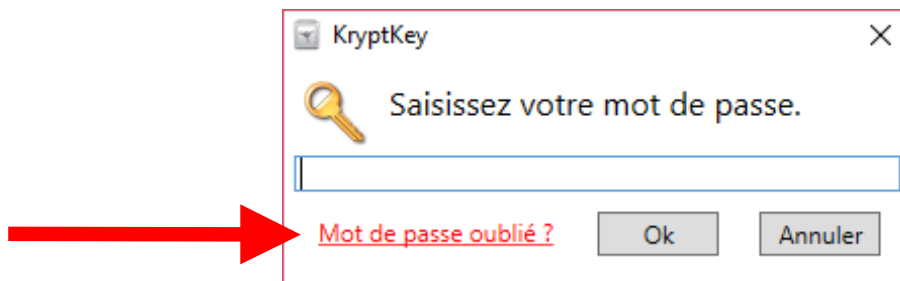 KryptKey
Saisissez votre mot de passe.
Mot de passe oublié ?
Ok
Annuler